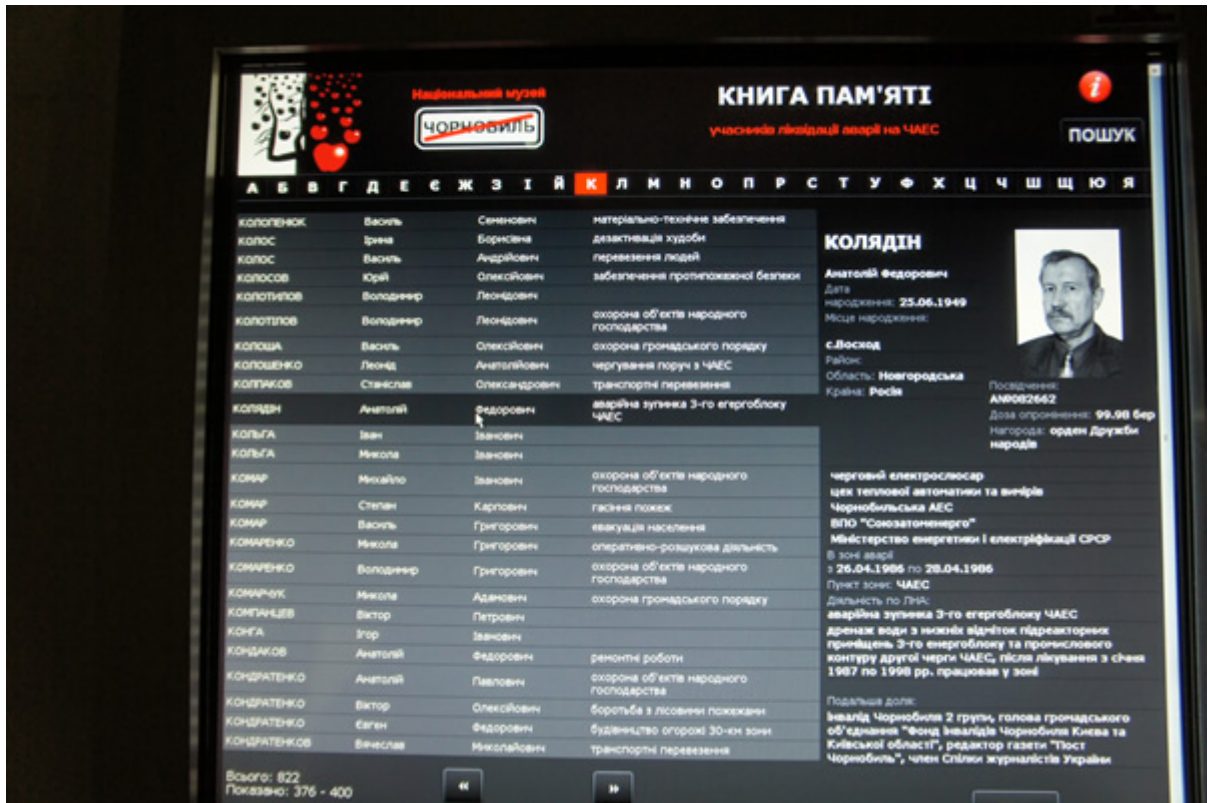 Національний музей
ЧОРНОБИЛЬ
КНИГА ПАМ'ЯТІ
учасників ліквідації аварії на ЧАЕС
i
ПОШУК
А Б В Г Д Е Є Ж З І Й К Л М Н О П Р С Т У Ф Х Ц Ч Ш Щ Ю Я
КОЛОПЕНЮК Василь Семенович матеріально-технічне забезпечення
КОЛОС Ірина Борисівна дезактивація худоби
КОЛОС Василь Андрійович перевезення людей
КОЛОСОВ Юрій Олексійович забезпечення протипожежної безпеки
КОЛОТИЛОВ Володимир Леонідович
КОЛОТІЛОВ Володимир Леонідович охорона об'єктів народного
господарства
КОЛОША Василь Олексійович охорона громадського порядку
КОЛОШЕНКО Леонід Анатолійович чергування поруч з ЧАЕС
КОЛПАКОВ Станіслав Олександрович транспортні перевезення
КОЛЯДІН Анатолій Федорович аварійна зупинка 3-го егергоблоку
ЧАЕС
КОЛЬГА Іван Іванович
КОЛЬГА Микола Іванович
КОМАР Михайло Іванович охорона об'єктів народного
господарства
КОМАР Степан Карпович гасіння пожеж
КОМАР Василь Григорович евакуація населення
КОМАРЕНКО Микола Григорович оперативно-розшукова діяльність
КОМАРЕНКО Володимир Григорович охорона об'єктів народного
господарства
КОМАРЧУК Микола Адамович охорона громадського порядку
КОМПАНЦЕВ Віктор Петрович
КОНГА Ігор Іванович
КОНДАКОВ Анатолій Федорович ремонтні роботи
КОНДРАТЕНКО Анатолій Павлович охорона об'єктів народного
господарства
КОНДРАТЕНКО Віктор Олексійович боротьба з лісовими пожежами
КОНДРАТЕНКО Євген Федорович будівництво огорожі 30-км зони
КОНДРАТЕНКОВ Вячеслав Миколайович транспортні перевезення
Всього: 822
Показано: 376 - 400
КОЛЯДІН
Анатолій Федорович
Дата
народження: 25.06.1949
Місце народження:
с.Восход
Район:
Область: Новгородська
Країна: Росія
Посвідчення:
АN№082662
Доза опромінення: 99.98 бер
Нагорода: орден Дружби
народів
черговий електрослюсар
цех теплової автоматики та вимірів
Чорнобильська АЕС
ВПО "Союзатоменерго"
Міністерство енергетики і електріфікації СРСР
В зоні аварії
з 26.04.1986 по 28.04.1986
Пункт зони: ЧАЕС
Діяльність по ЛНА:
аварійна зупинка 3-го егергоблоку ЧАЕС
дренаж води з нижніх відміток підреакторних
приміщень 3-го енергоблоку та промислового
контуру другої черги ЧАЕС, після лікування з січня
1987 по 1998 рр. працював у зоні
Подальша доля:
Інвалід Чорнобиля 2 групи, голова громадського
об'єднання "Фонд інвалідів Чорнобиля Києва та
Київської області", редактор газети "Пост
Чорнобиль", член Спілки журналістів України